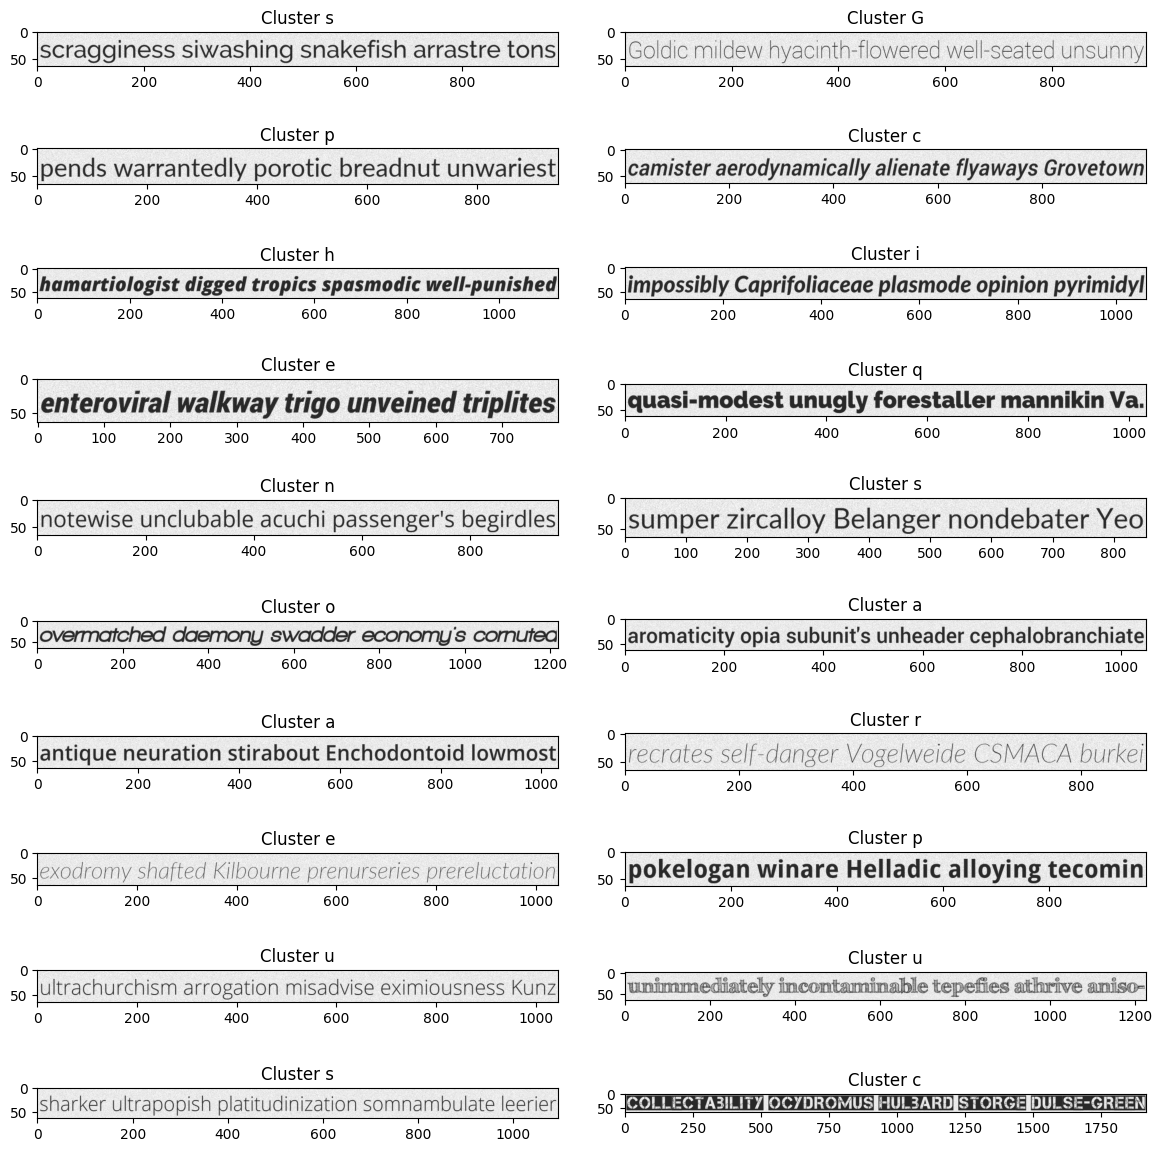 Cluster s
scragginess siwashing snakefish arrastre tons
0
50
0 200 400 600 800
Cluster G
Goldic mildew hyacinth-flowered well-seated unsunny
0
50
0 200 400 600 800
Cluster p
pends warrantedly porotic breadnut unwariest
0
50
0 200 400 600 800
Cluster c
camister aerodynamically alienate flyaways Grovetown
0
50
0 200 400 600 800
Cluster h
hamartiologist digged tropics spasmodic well-punished
0
50
0 200 400 600 800 1000
Cluster i
impossibly Caprifoliaceae plasmode opinion pyrimidyl
0
50
0 200 400 600 800 1000
Cluster e
enteroviral walkway trigo unveined triplites
0
50
0 100 200 300 400 500 600 700
Cluster q
quasi-modest unugly forestaller mannikin Va.
0
50
0 200 400 600 800 1000
Cluster n
notewise unclubable acuchi passenger's begirdles
0
50
0 200 400 600 800
Cluster s
sumper zircalloy Belanger nondebater Yeo
0
50
0 100 200 300 400 500 600 700 800
Cluster o
overmatched daemony swadder economy's cornuted
0
50
0 200 400 600 800 1000 1200
Cluster a
aromaticity opia subunit's unheader cephalobranchiate
0
50
0 200 400 600 800 1000
Cluster a
antique neuration stirabout Enchodontoid lowmost
0
50
0 200 400 600 800 1000
Cluster r
recrates self-danger Vogelweide CSMACA burkei
0
50
0 200 400 600 800
Cluster e
exodromy shafted Kilbourne prenurseries prereluctation
0
50
0 200 400 600 800 1000
Cluster p
pokelogan winare Helladic alloying tecomin
0
50
0 200 400 600 800
Cluster u
ultrachurchism arrogation misadvise eximiousness Kunz
0
50
0 200 400 600 800 1000
Cluster u
unimmediately incontaminable tepefies athrive aniso-
0
50
0 200 400 600 800 1000 1200
Cluster s
sharker ultrapopish platitudinization somnambulate leerier
0
50
0 200 400 600 800 1000
Cluster c
COLLECTABILITY OCYDROMUS HULBARD STORGE DULSE-GREEN
0
50
0 250 500 750 1000 1250 1500 1750